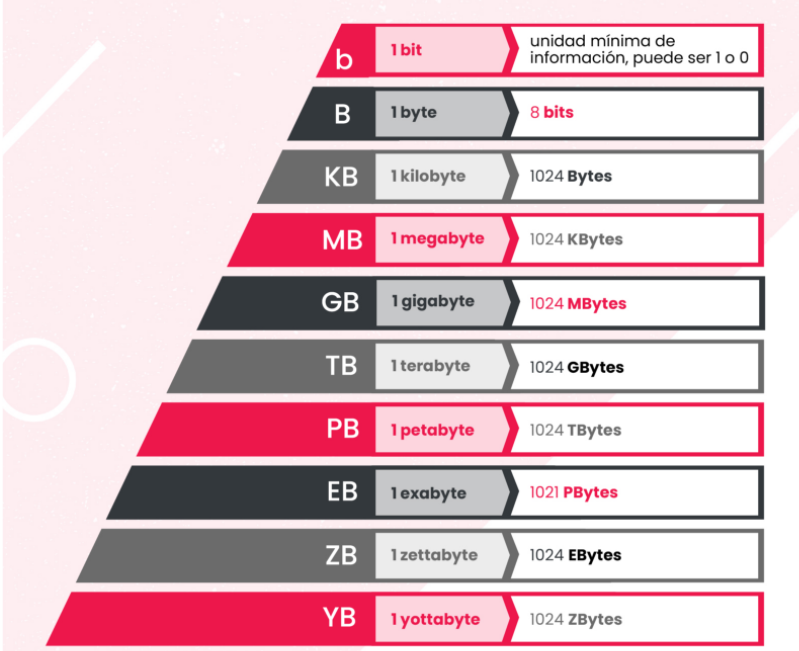 b
1 bit
unidad mínima de
información, puede ser 1 o 0
B
1 byte
8 bits
KB
1 kilobyte
1024 Bytes
MB
1 megabyte
1024 KBytes
GB
1 gigabyte
1024 MBytes
TB
1 terabyte
1024 GBytes
PB
1 petabyte
1024 TBytes
EB
1 exabyte
1021 PBytes
ZB
1 zettabyte
1024 EBytes
YB
1 yottabyte
1024 ZBytes